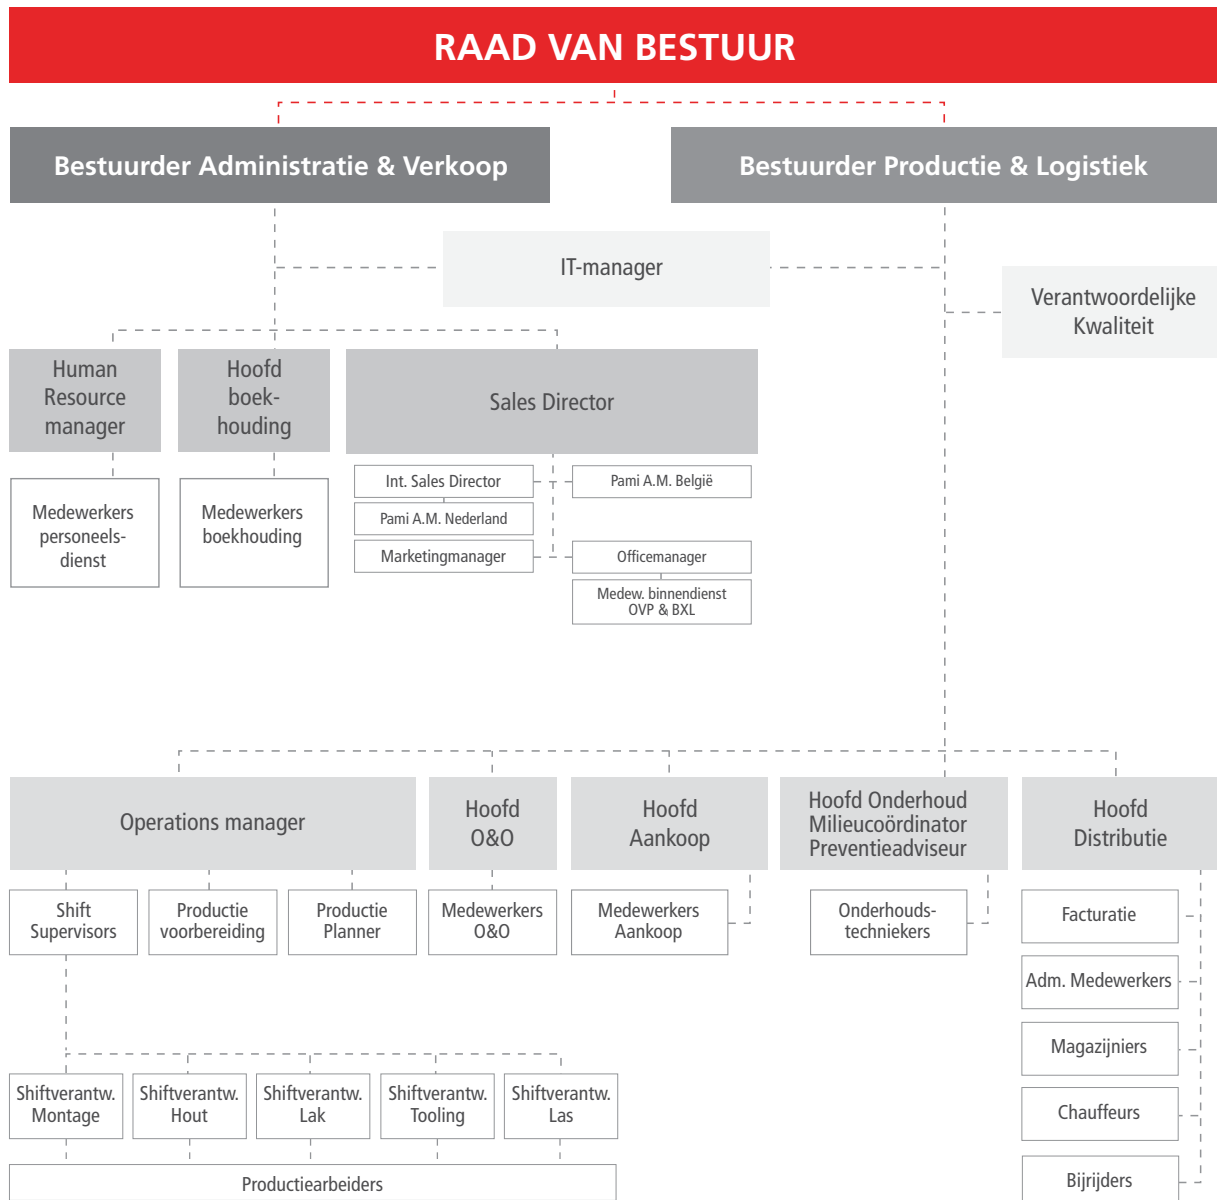 RAAD VAN BESTUUR
Bestuurder Administratie & Verkoop
Bestuurder Productie & Logistiek
IT-manager
Verantwoordelijke
Kwaliteit
Human
Resource
manager
Hoofd
boek-
houding
Sales Director
Medewerkers
personeels-
dienst
Medewerkers
boekhouding
Int. Sales Director
Pami A.M. België
Pami A.M. Nederland
Marketingmanager
Officemanager
Medew. binnendienst
OVP & BXL
Operations manager
Hoofd
O&O
Hoofd
Aankoop
Hoofd Onderhoud
Milieucoördinator
Preventieadviseur
Hoofd
Distributie
Shift
Supervisors
Productie
voorbereiding
Productie
Planner
Medewerkers
O&O
Medewerkers
Aankoop
Onderhouds-
techniekers
Facturatie
Adm. Medewerkers
Magazijniers
Chauffeurs
Bijrijders
Shiftverantw.
Montage
Shiftverantw.
Hout
Shiftverantw.
Lak
Shiftverantw.
Tooling
Shiftverantw.
Las
Productiearbeiders